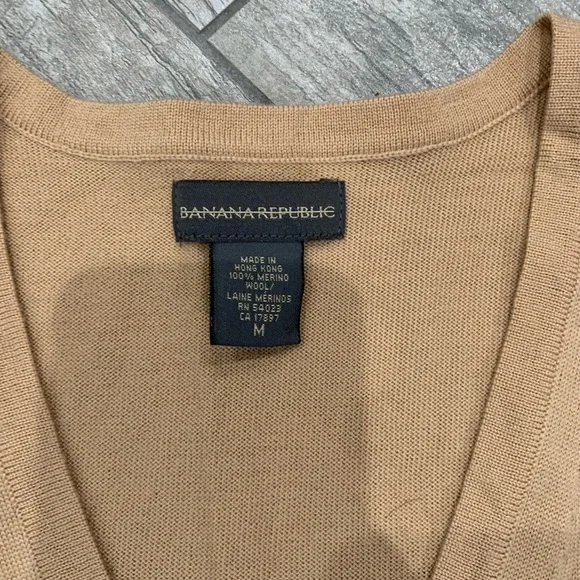 BANANA REPUBLIC
MADE IN
HONG KONG
100% MERINO
WOOL/
LAINE MÉRINOS
RN 54023
CA 17897
M